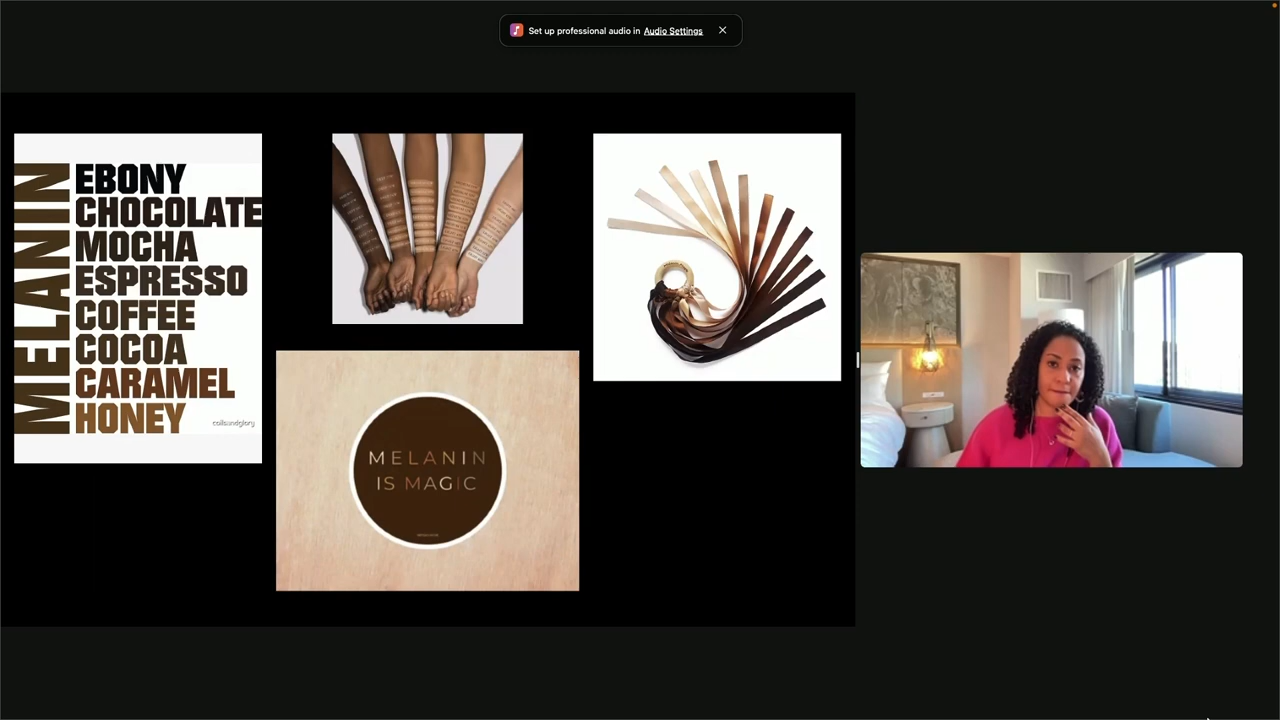 Set up professional audio in Audio Settings
MELANIN
EBONY
CHOCOLATE
MOCHA
ESPRESSO
COFFEE
COCOA
CARAMEL
HONEY
coilsandglory
MELANIN
IS MAGIC